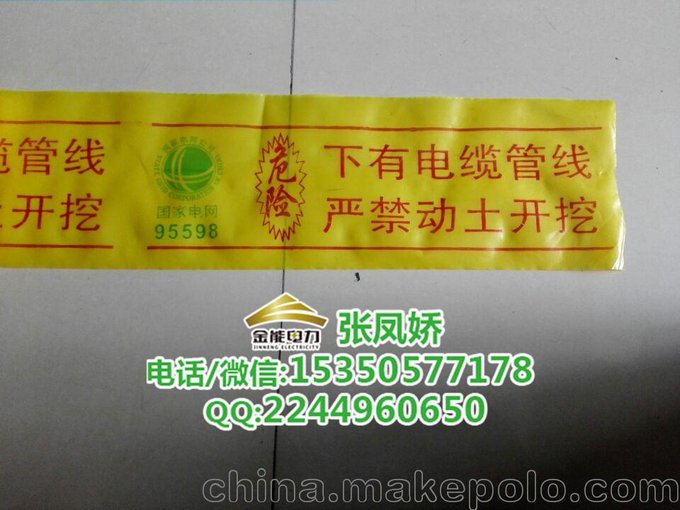 缆管线
土开挖
国家电网
95598
危险
下有电缆管线
严禁动土开挖
金能电力
JINNENG ELECTRICITY
张凤娇
电话/微信:15350577178
QQ:2244960650
china.makepolo.com